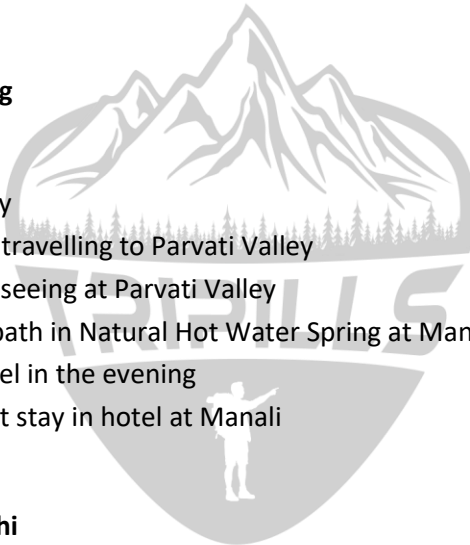 g
y
travelling to Parvati Valley
seeing at Parvati Valley
TRIPILLS
bath in Natural Hot Water Spring at Man
el in the evening
t stay in hotel at Manali
hi